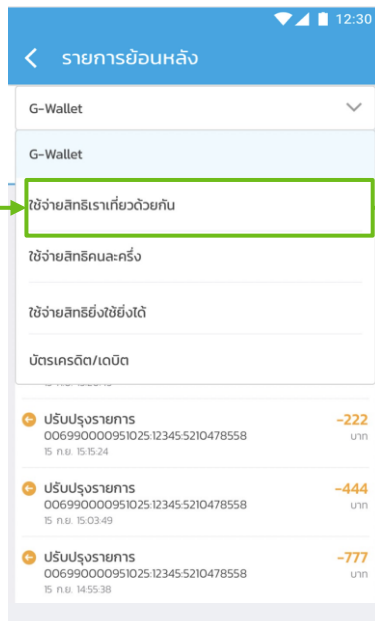 12:30
รายการย้อนหลัง
G-Wallet
G-Wallet
ใช้จ่ายสิทธิเราเที่ยวด้วยกัน
ใช้จ่ายสิทธิคนละครึ่ง
ใช้จ่ายสิทธิยิ่งใช้ยิ่งได้
บัตรเครดิต/เดบิต
ปรับปรุงรายการ -222
006990000951025:12345:5210478558 บาท
15 ก.ย. 15:15:24
ปรับปรุงรายการ -444
006990000951025:12345:5210478558 บาท
15 ก.ย. 15:03:49
ปรับปรุงรายการ -777
006990000951025:12345:5210478558 บาท
15 ก.ย. 14:55:38